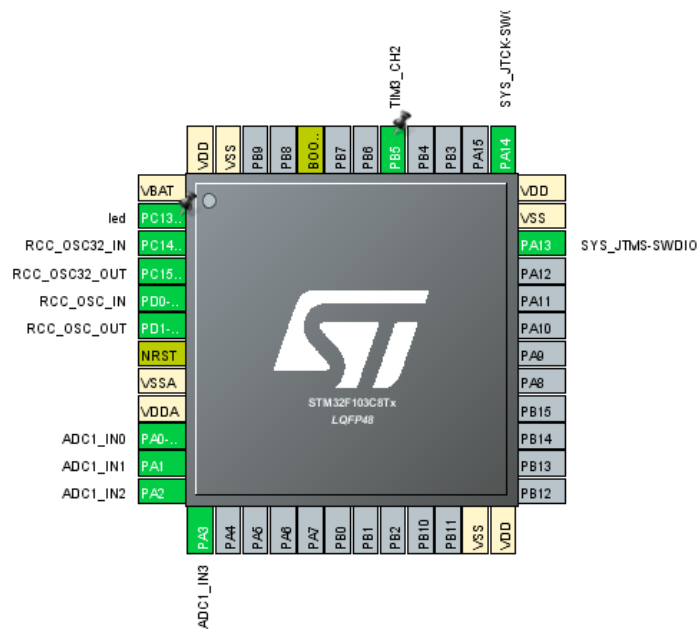 TIM3_CH2
SYS_JTCK-SW(
VDD
VSS
PB9
PB8
BOO..
PB7
PB6
PB5
PB4
PB3
PA15
PA14
VBAT
led PC13..
RCC_OSC32_IN PC14..
RCC_OSC32_OUT PC15..
RCC_OSC_IN PD0-..
RCC_OSC_OUT PD1-..
NRST
VSSA
VDDA
ADC1_IN0 PA0-..
ADC1_IN1 PA1
ADC1_IN2 PA2
VDD
VSS
PA13 SYS_JTMS-SWDIO
PA12
PA11
PA10
PA9
PA8
PB15
PB14
PB13
PB12
ST
STM32F103C8Tx
LQFP48
PA3
PA4
PA5
PA6
PA7
PB0
PB1
PB2
PB10
PB11
VSS
VDD
ADC1_IN3